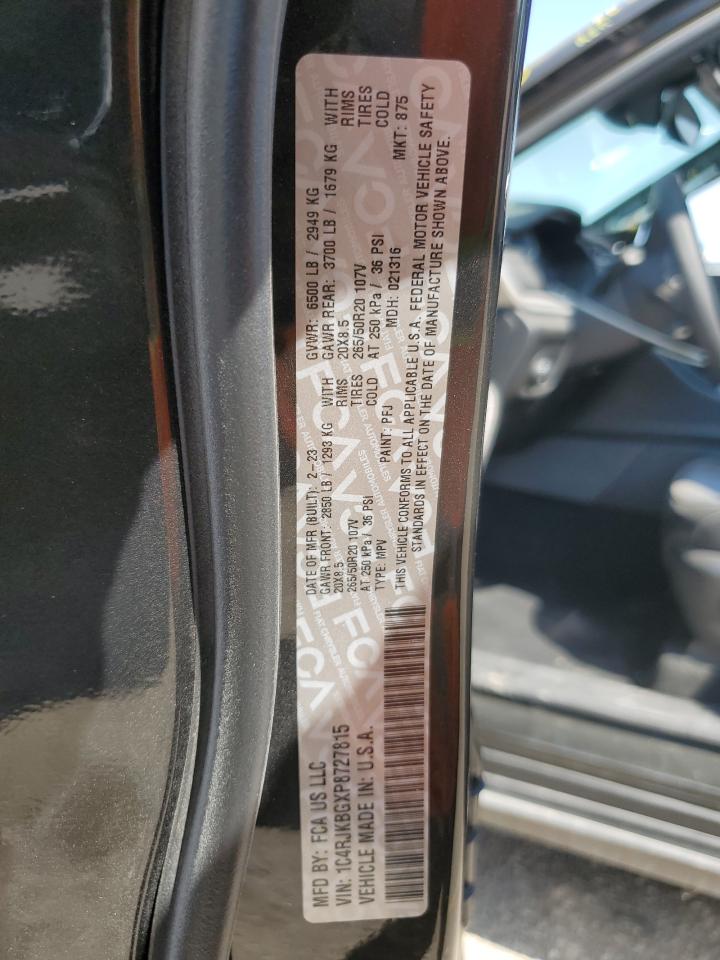 MFD BY: FCA US LLC
DATE OF MFR (BUILT): 2-23
GVWR: 6500 LB / 2949 KG
VIN: 1C4RJKBGXP8727815
GAWR FRONT: 2850 LB / 1293 KG WITH
GAWR REAR: 3700 LB / 1679 KG WITH
VEHICLE MADE IN: U.S.A.
20X8.5 RIMS
20X8.5 RIMS
265/50R20 107V TIRES
265/50R20 107V TIRES
AT 250 kPa / 36 PSI COLD
AT 250 kPa / 36 PSI COLD
TYPE: MPV PAINT: PFJ MDH: 021316 MKT: 875
THIS VEHICLE CONFORMS TO ALL APPLICABLE U.S.A. FEDERAL MOTOR VEHICLE SAFETY
STANDARDS IN EFFECT ON THE DATE OF MANUFACTURE SHOWN ABOVE.
FCA